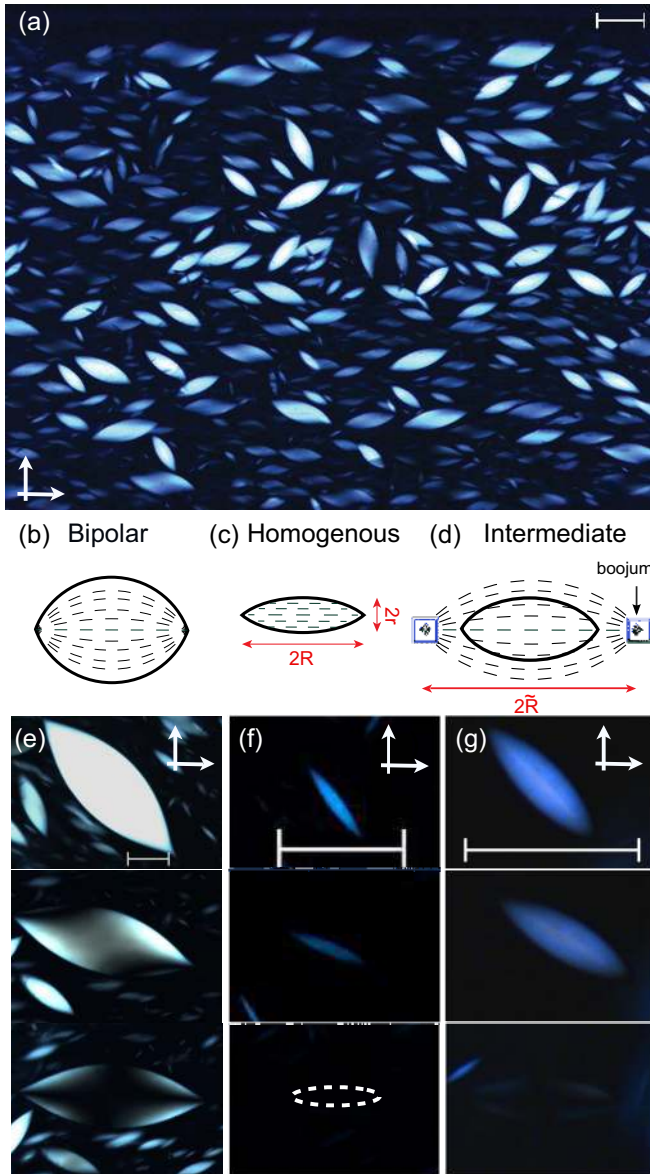 (a)
(b) Bipolar (c) Homogenous (d) Intermediate
boojum
2r
2R
2R̃
(e) (f) (g)